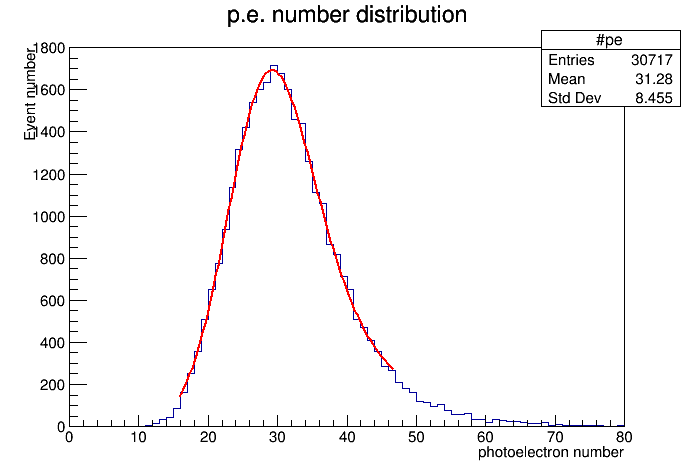 p.e. number distribution
#pe
Entries 30717
Mean 31.28
Std Dev 8.455
Event number
1800
1600
1400
1200
1000
800
600
400
200
0
0 10 20 30 40 50 60 70 80
photoelectron number